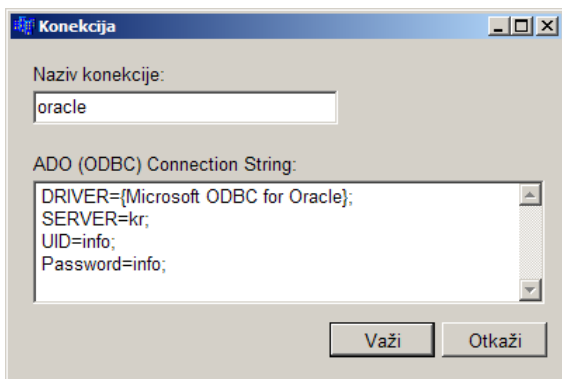 Konekcija
Naziv konekcije:
oracle
ADO (ODBC) Connection String:
DRIVER={Microsoft ODBC for Oracle};
SERVER=kr;
UID=info;
Password=info;
Važi
Otkaži